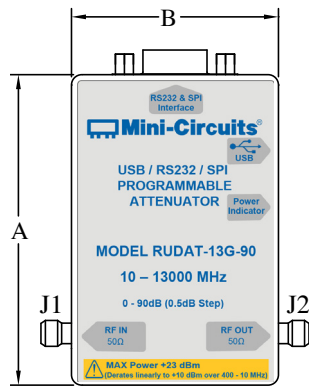 B
RS232 & SPI
Interface
Mini-Circuits®
USB
USB / RS232 / SPI
PROGRAMMABLE
ATTENUATOR
Power
Indicator
A
MODEL RUDAT-13G-90
10 – 13000 MHz
J1
J2
0 - 90dB (0.5dB Step)
RF IN
50Ω
RF OUT
50Ω
MAX Power +23 dBm
(Derates linearly to +10 dBm over 400 - 10 MHz)